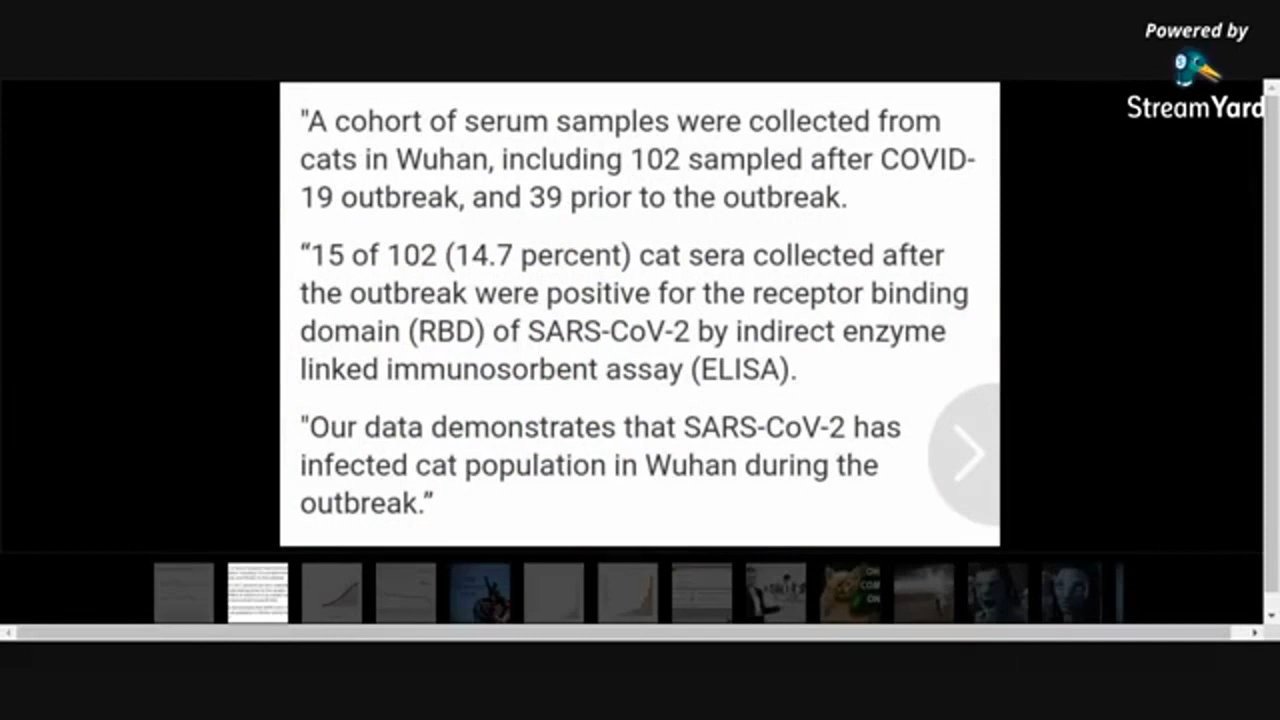 Powered by
StreamYard
"A cohort of serum samples were collected from
cats in Wuhan, including 102 sampled after COVID-
19 outbreak, and 39 prior to the outbreak.
“15 of 102 (14.7 percent) cat sera collected after
the outbreak were positive for the receptor binding
domain (RBD) of SARS-CoV-2 by indirect enzyme
linked immunosorbent assay (ELISA).
"Our data demonstrates that SARS-CoV-2 has
infected cat population in Wuhan during the
outbreak.”